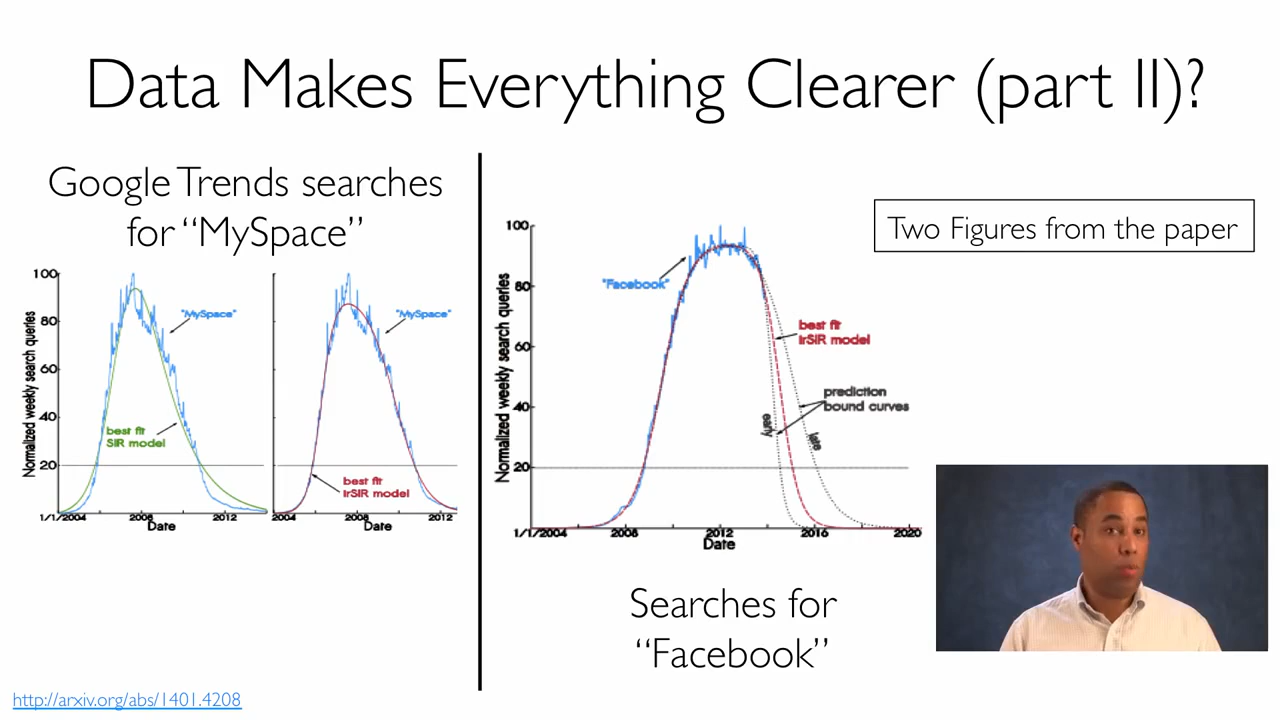 Data Makes Everything Clearer (part II)?
Google Trends searches
for “MySpace”
Normalized weekly search queries
100
80
60
40
20
"MySpace"
best fit
SIR model
1/1/2004
2008
2012
Date
"MySpace"
best fit
irSIR model
2004
2008
2012
Date
Two Figures from the paper
Normalized weekly search queries
100
80
60
40
20
"Facebook"
best fit
irSIR model
prediction
bound curves
early
late
1/1/2004
2008
2012
2016
2020
Date
Searches for
“Facebook”
http://arxiv.org/abs/1401.4208